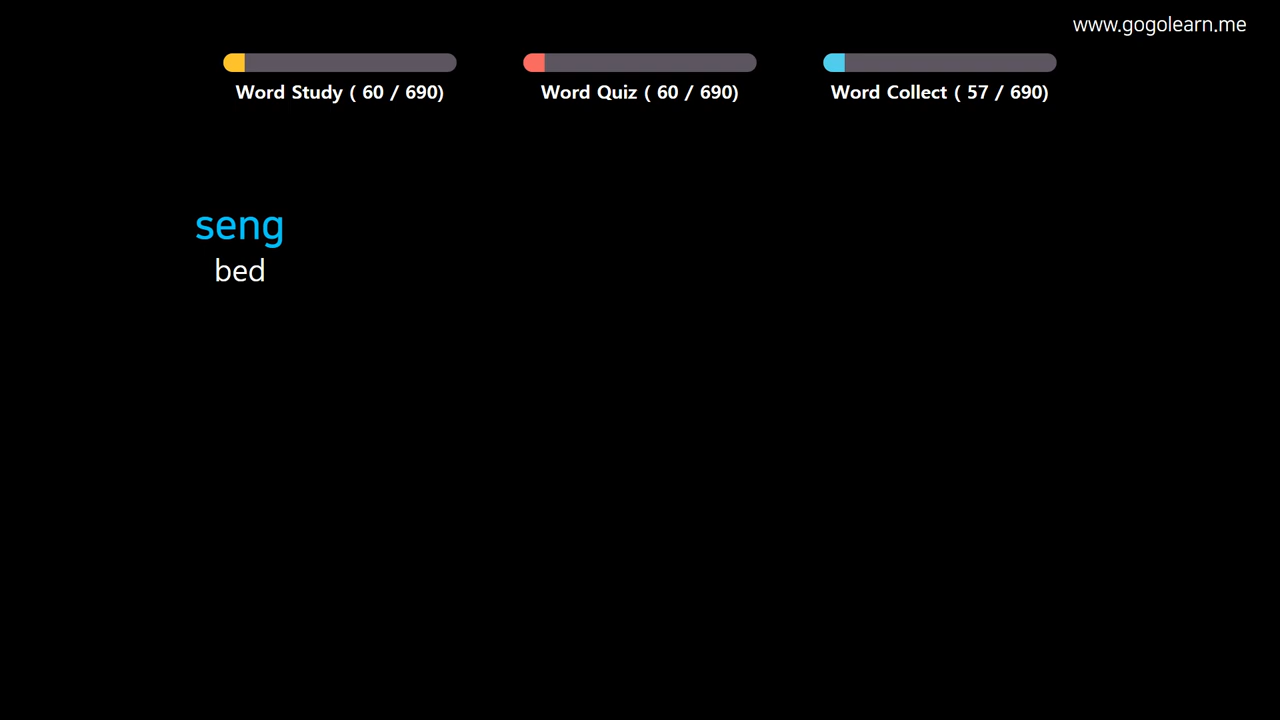 www.gogolearn.me
Word Study ( 60 / 690)
Word Quiz ( 60 / 690)
Word Collect ( 57 / 690)
seng
bed